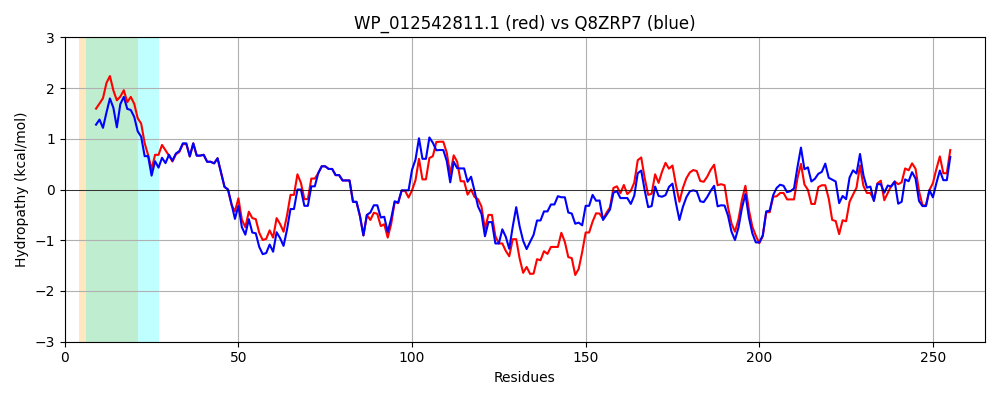 WP_012542811.1 (red) vs Q8ZRP7 (blue)
3
2
1
0
−1
−2
−3
Hydropathy (kcal/mol)
0 50 100 150 200 250
Residues